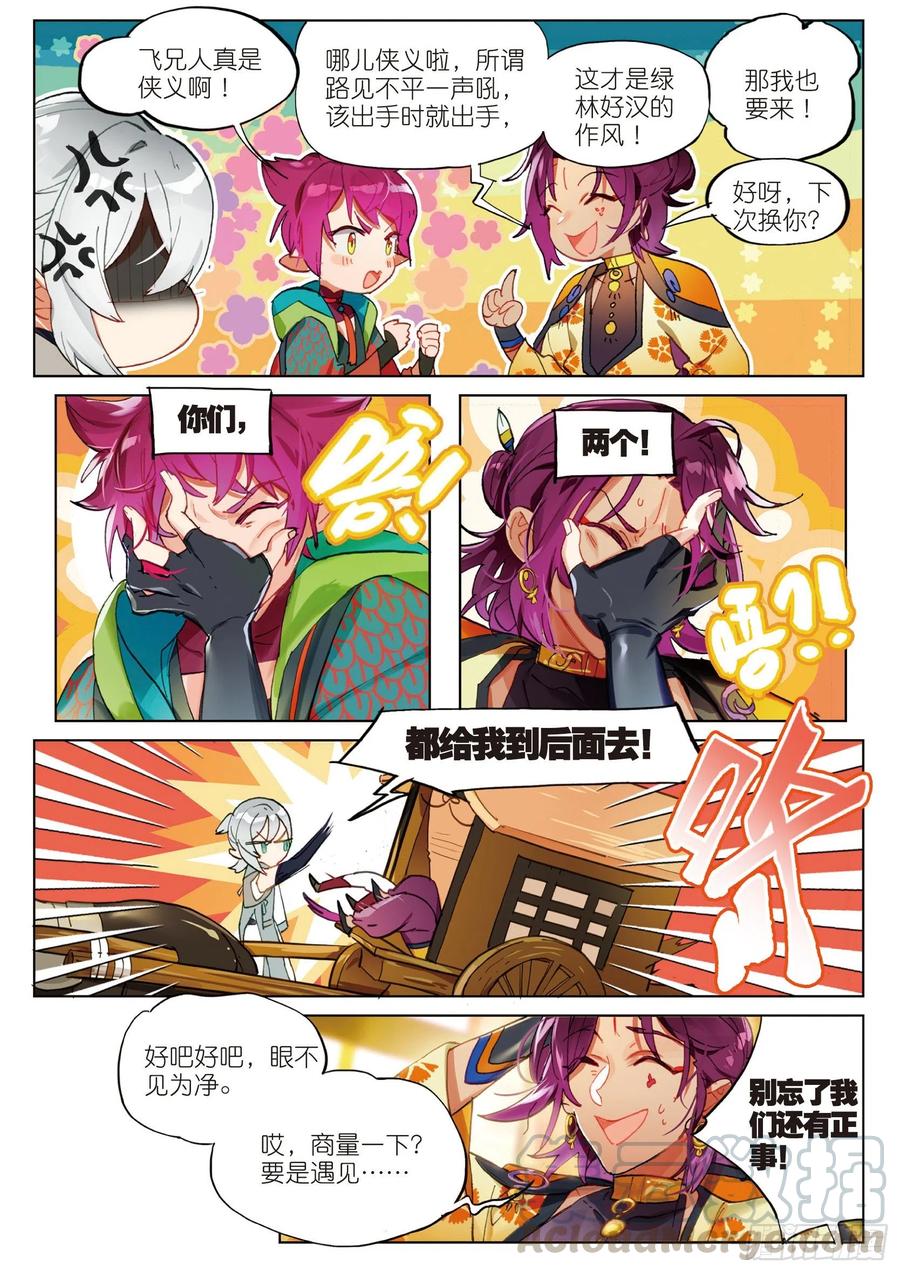 飞兄人真是
侠义啊！
哪儿侠义啦，所谓
路见不平一声吼，
该出手时就出手，
这才是绿
林好汉的
作风！
那我也
要来！
好呀，下
次换你？
你们，
唔！
两个！
唔?!!
都给我到后面去！
咚
好吧好吧，眼不
见为净。
哎，商量一下？
要是遇见……
别忘了我
们还有正
事！
AcloudMerge.com